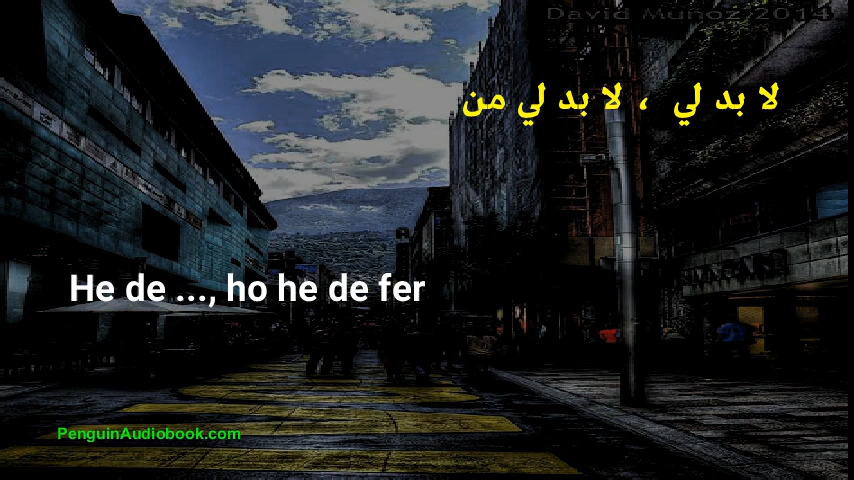 David Muñoz 2014
لا بد لي ، لا بد لي من
He de ..., ho he de fer
PenguinAudiobook.com